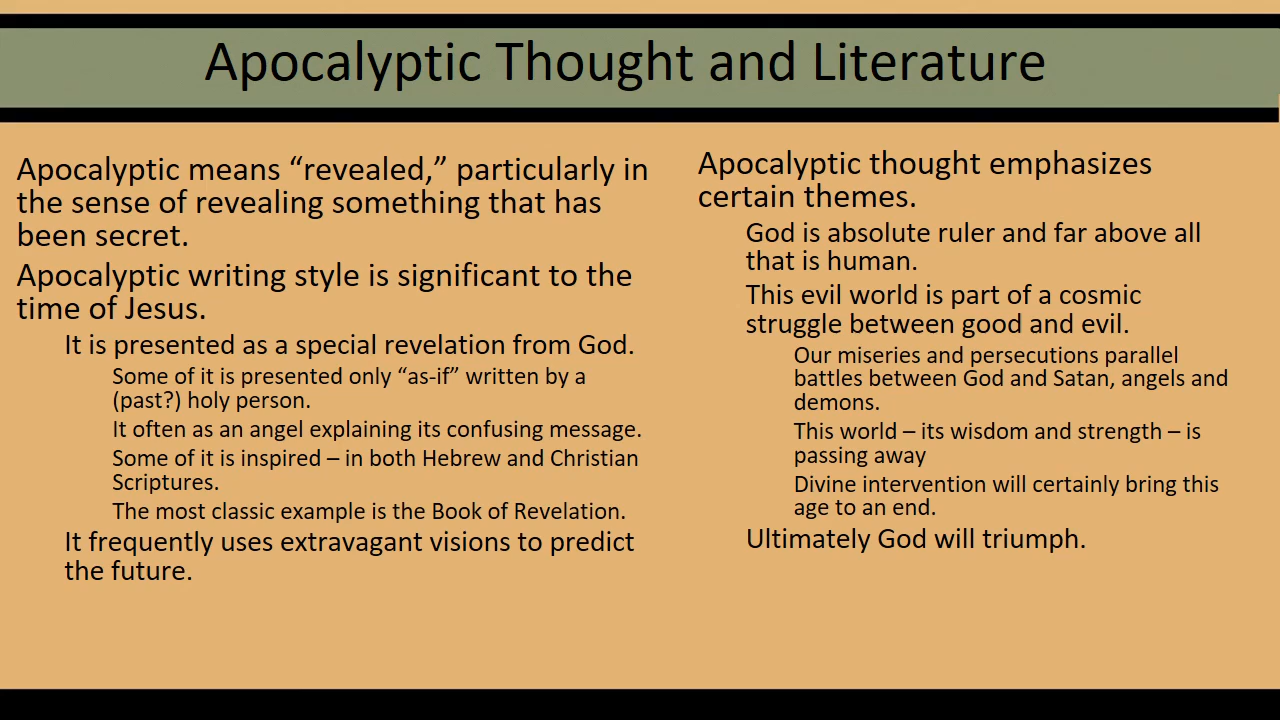 Apocalyptic Thought and Literature
Apocalyptic means “revealed,” particularly in
the sense of revealing something that has
been secret.
Apocalyptic writing style is significant to the
time of Jesus.
It is presented as a special revelation from God.
Some of it is presented only “as-if” written by a
(past?) holy person.
It often as an angel explaining its confusing message.
Some of it is inspired – in both Hebrew and Christian
Scriptures.
The most classic example is the Book of Revelation.
It frequently uses extravagant visions to predict
the future.
Apocalyptic thought emphasizes
certain themes.
God is absolute ruler and far above all
that is human.
This evil world is part of a cosmic
struggle between good and evil.
Our miseries and persecutions parallel
battles between God and Satan, angels and
demons.
This world – its wisdom and strength – is
passing away
Divine intervention will certainly bring this
age to an end.
Ultimately God will triumph.